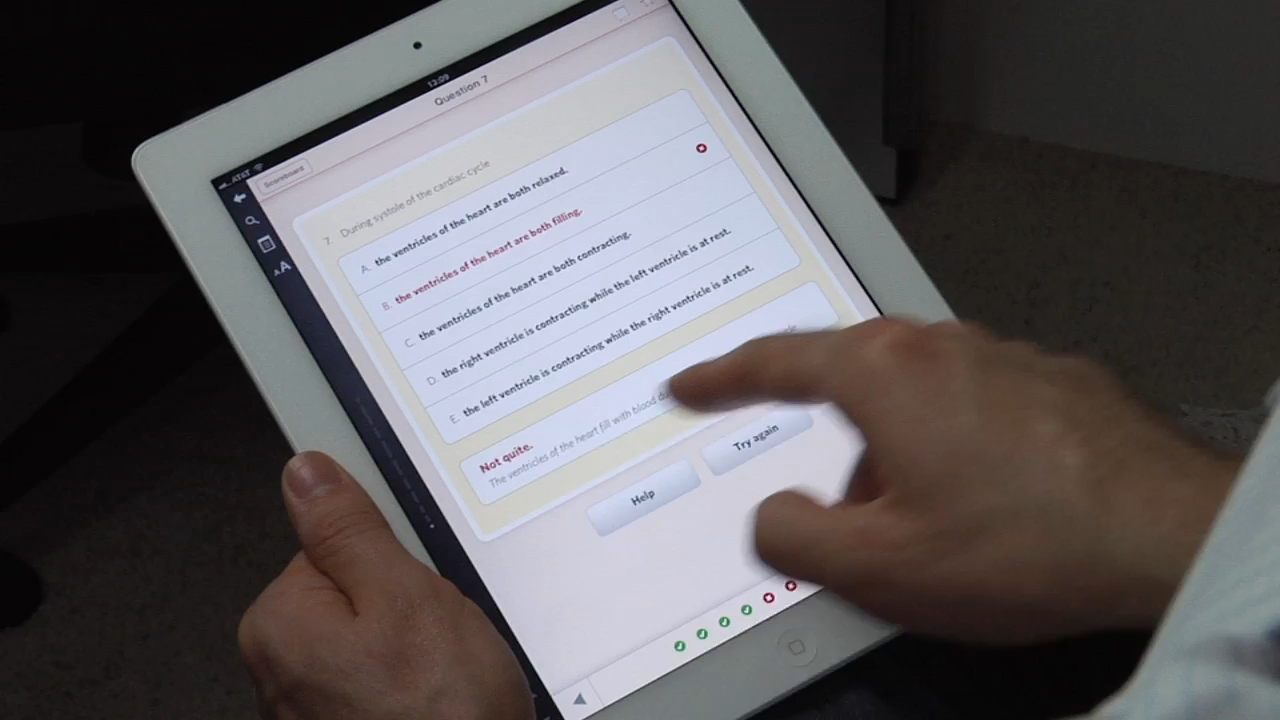 13:09
AT&T
Question 7
Scoreboard
7. During systole of the cardiac cycle
A. the ventricles of the heart are both relaxed.
B. the ventricles of the heart are both filling.
C. the ventricles of the heart are both contracting.
D. the right ventricle is contracting while the left ventricle is at rest.
E. the left ventricle is contracting while the right ventricle is at rest.
Not quite.
The ventricles of the heart fill with blood
Help
Try again
AA